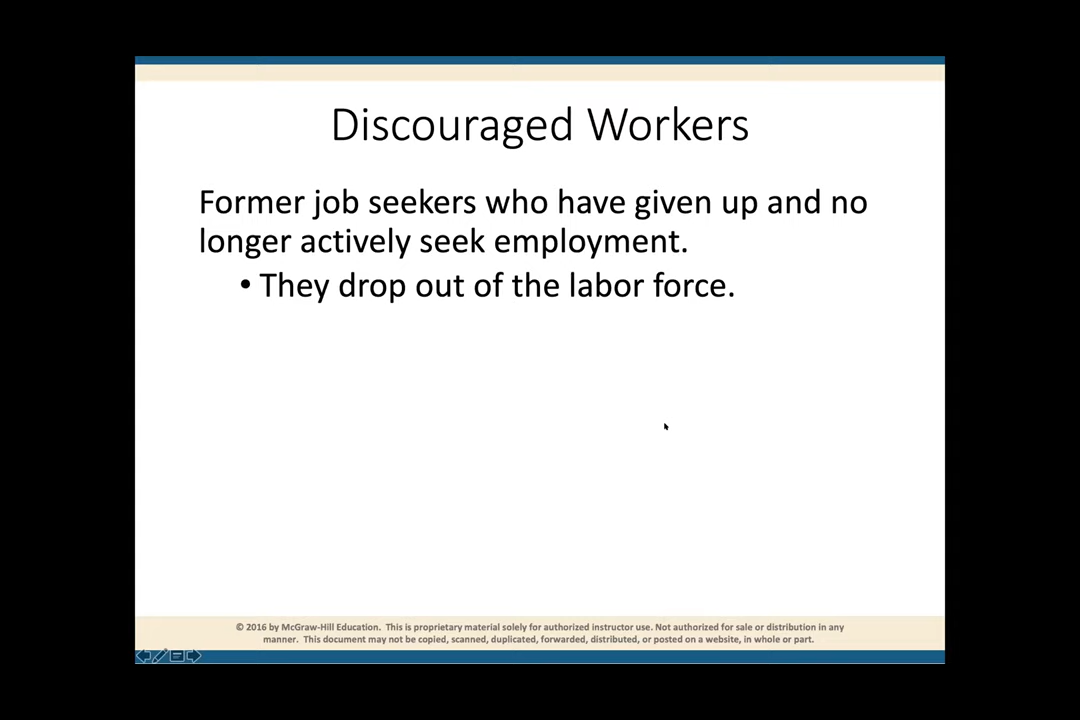 Discouraged Workers
Former job seekers who have given up and no
longer actively seek employment.
• They drop out of the labor force.
© 2016 by McGraw-Hill Education. This is proprietary material solely for authorized instructor use. Not authorized for sale or distribution in any
manner. This document may not be copied, scanned, duplicated, forwarded, distributed, or posted on a website, in whole or part.